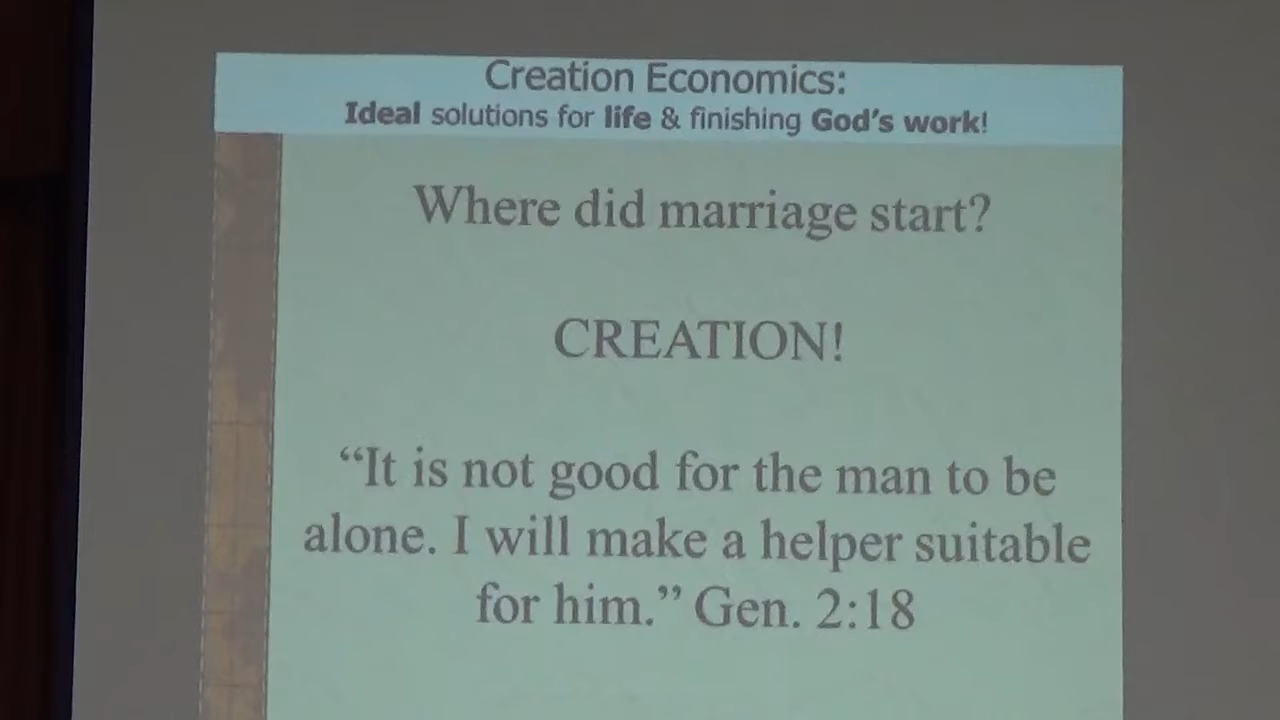 Creation Economics:
Ideal solutions for life & finishing God's work!
Where did marriage start?
CREATION!
“It is not good for the man to be
alone. I will make a helper suitable
for him.” Gen. 2:18